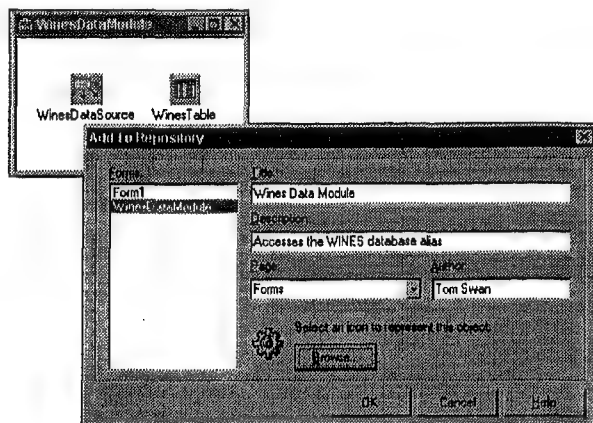 WinesDataModule
WinesDataSource WinesTable
Add to Repository
Forms: Title:
Form1 Wines Data Module
WinesDataModule Description:
Accesses the WINES database alias
Page: Author:
Forms Tom Swan
Select an icon to represent this object:
Browse...
OK Cancel Help